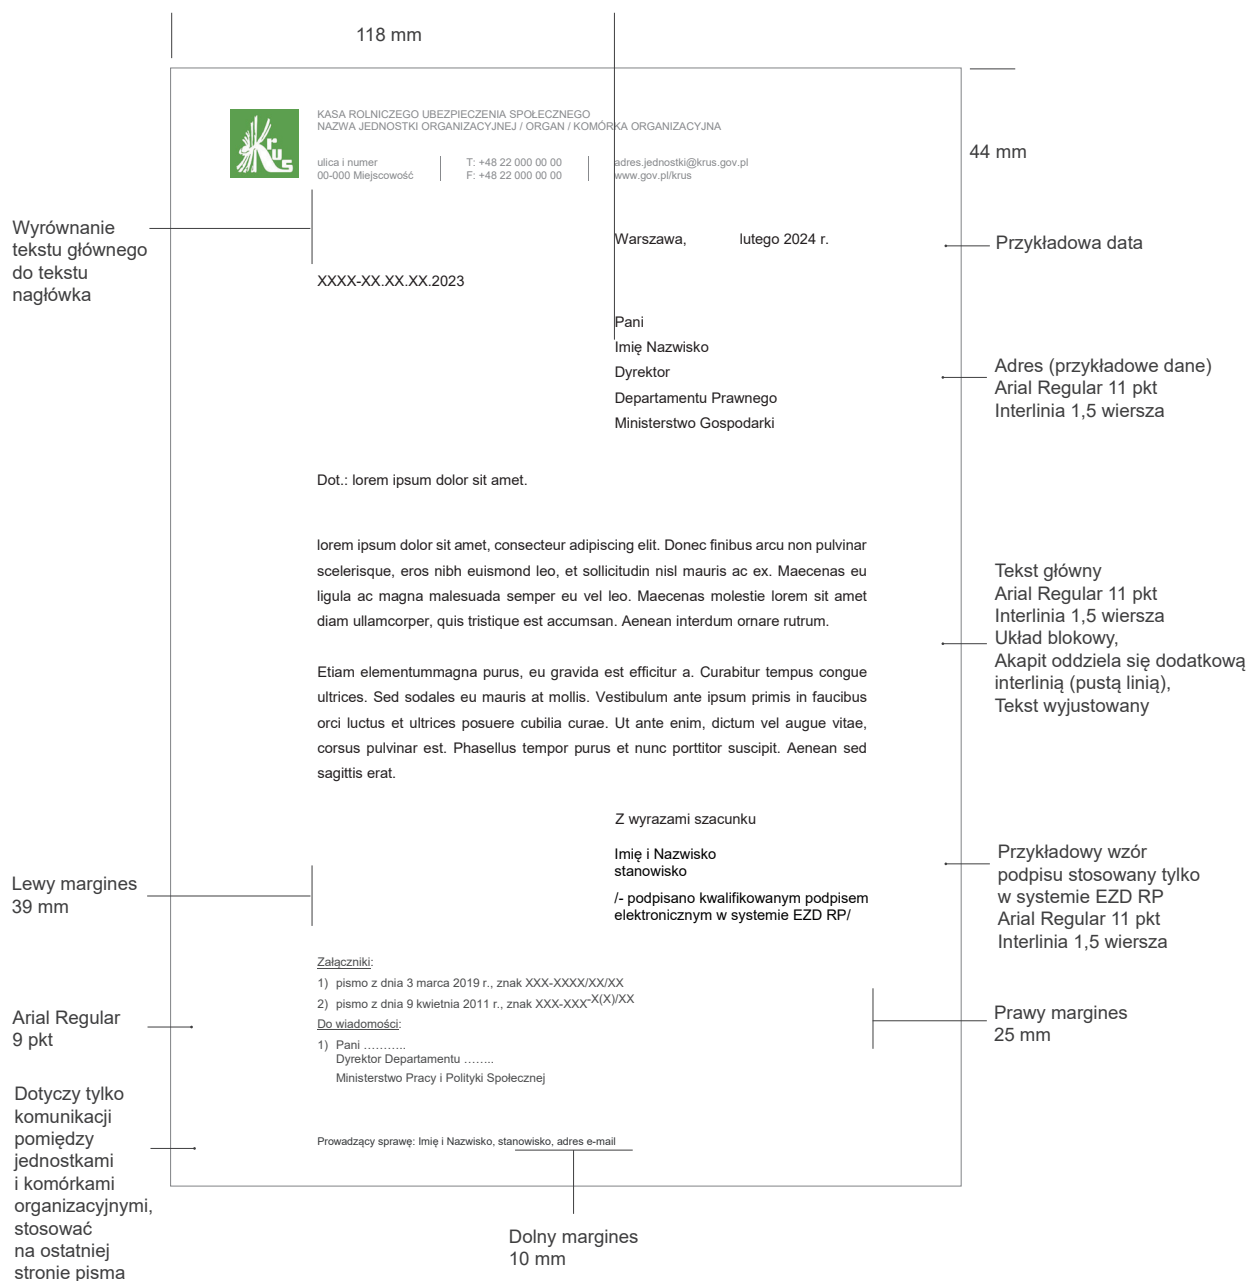 118 mm
44 mm
Krus
KASA ROLNICZEGO UBEZPIECZENIA SPOŁECZNEGO
NAZWA JEDNOSTKI ORGANIZACYJNEJ / ORGAN / KOMÓRKA ORGANIZACYJNA
ulica i numer
00-000 Miejscowość
T: +48 22 000 00 00
F: +48 22 000 00 00
adres.jednostki@krus.gov.pl
www.gov.pl/krus
Wyrównanie
tekstu głównego
do tekstu
nagłówka
Warszawa, lutego 2024 r.
Przykładowa data
XXXX-XX.XX.XX.2023
Pani
Imię Nazwisko
Dyrektor
Departamentu Prawnego
Ministerstwo Gospodarki
Adres (przykładowe dane)
Arial Regular 11 pkt
Interlinia 1,5 wiersza
Dot.: lorem ipsum dolor sit amet.
lorem ipsum dolor sit amet, consecteur adipiscing elit. Donec finibus arcu non pulvinar
scelerisque, eros nibh euismond leo, et sollicitudin nisl mauris ac ex. Maecenas eu
ligula ac magna malesuada semper eu vel leo. Maecenas molestie lorem sit amet
diam ullamcorper, quis tristique est accumsan. Aenean interdum ornare rutrum.
Etiam elementummagna purus, eu gravida est efficitur a. Curabitur tempus congue
ultrices. Sed sodales eu mauris at mollis. Vestibulum ante ipsum primis in faucibus
orci luctus et ultrices posuere cubilia curae. Ut ante enim, dictum vel augue vitae,
corsus pulvinar est. Phasellus tempor purus et nunc porttitor suscipit. Aenean sed
sagittis erat.
Tekst główny
Arial Regular 11 pkt
Interlinia 1,5 wiersza
Układ blokowy,
Akapit oddziela się dodatkową
interlinią (pustą linią),
Tekst wyjustowany
Z wyrazami szacunku
Imię i Nazwisko
stanowisko
/- podpisano kwalifikowanym podpisem
elektronicznym w systemie EZD RP/
Przykładowy wzór
podpisu stosowany tylko
w systemie EZD RP
Arial Regular 11 pkt
Interlinia 1,5 wiersza
Lewy margines
39 mm
Załączniki:
1) pismo z dnia 3 marca 2019 r., znak XXX-XXXX/XX/XX
2) pismo z dnia 9 kwietnia 2011 r., znak XXX-XXX-X(X)/XX
Do wiadomości:
1) Pani ………..
Dyrektor Departamentu ……..
Ministerstwo Pracy i Polityki Społecznej
Arial Regular
9 pkt
Prawy margines
25 mm
Dotyczy tylko
komunikacji
pomiędzy
jednostkami
i komórkami
organizacyjnymi,
stosować
na ostatniej
stronie pisma
Prowadzący sprawę: Imię i Nazwisko, stanowisko, adres e-mail
Dolny margines
10 mm